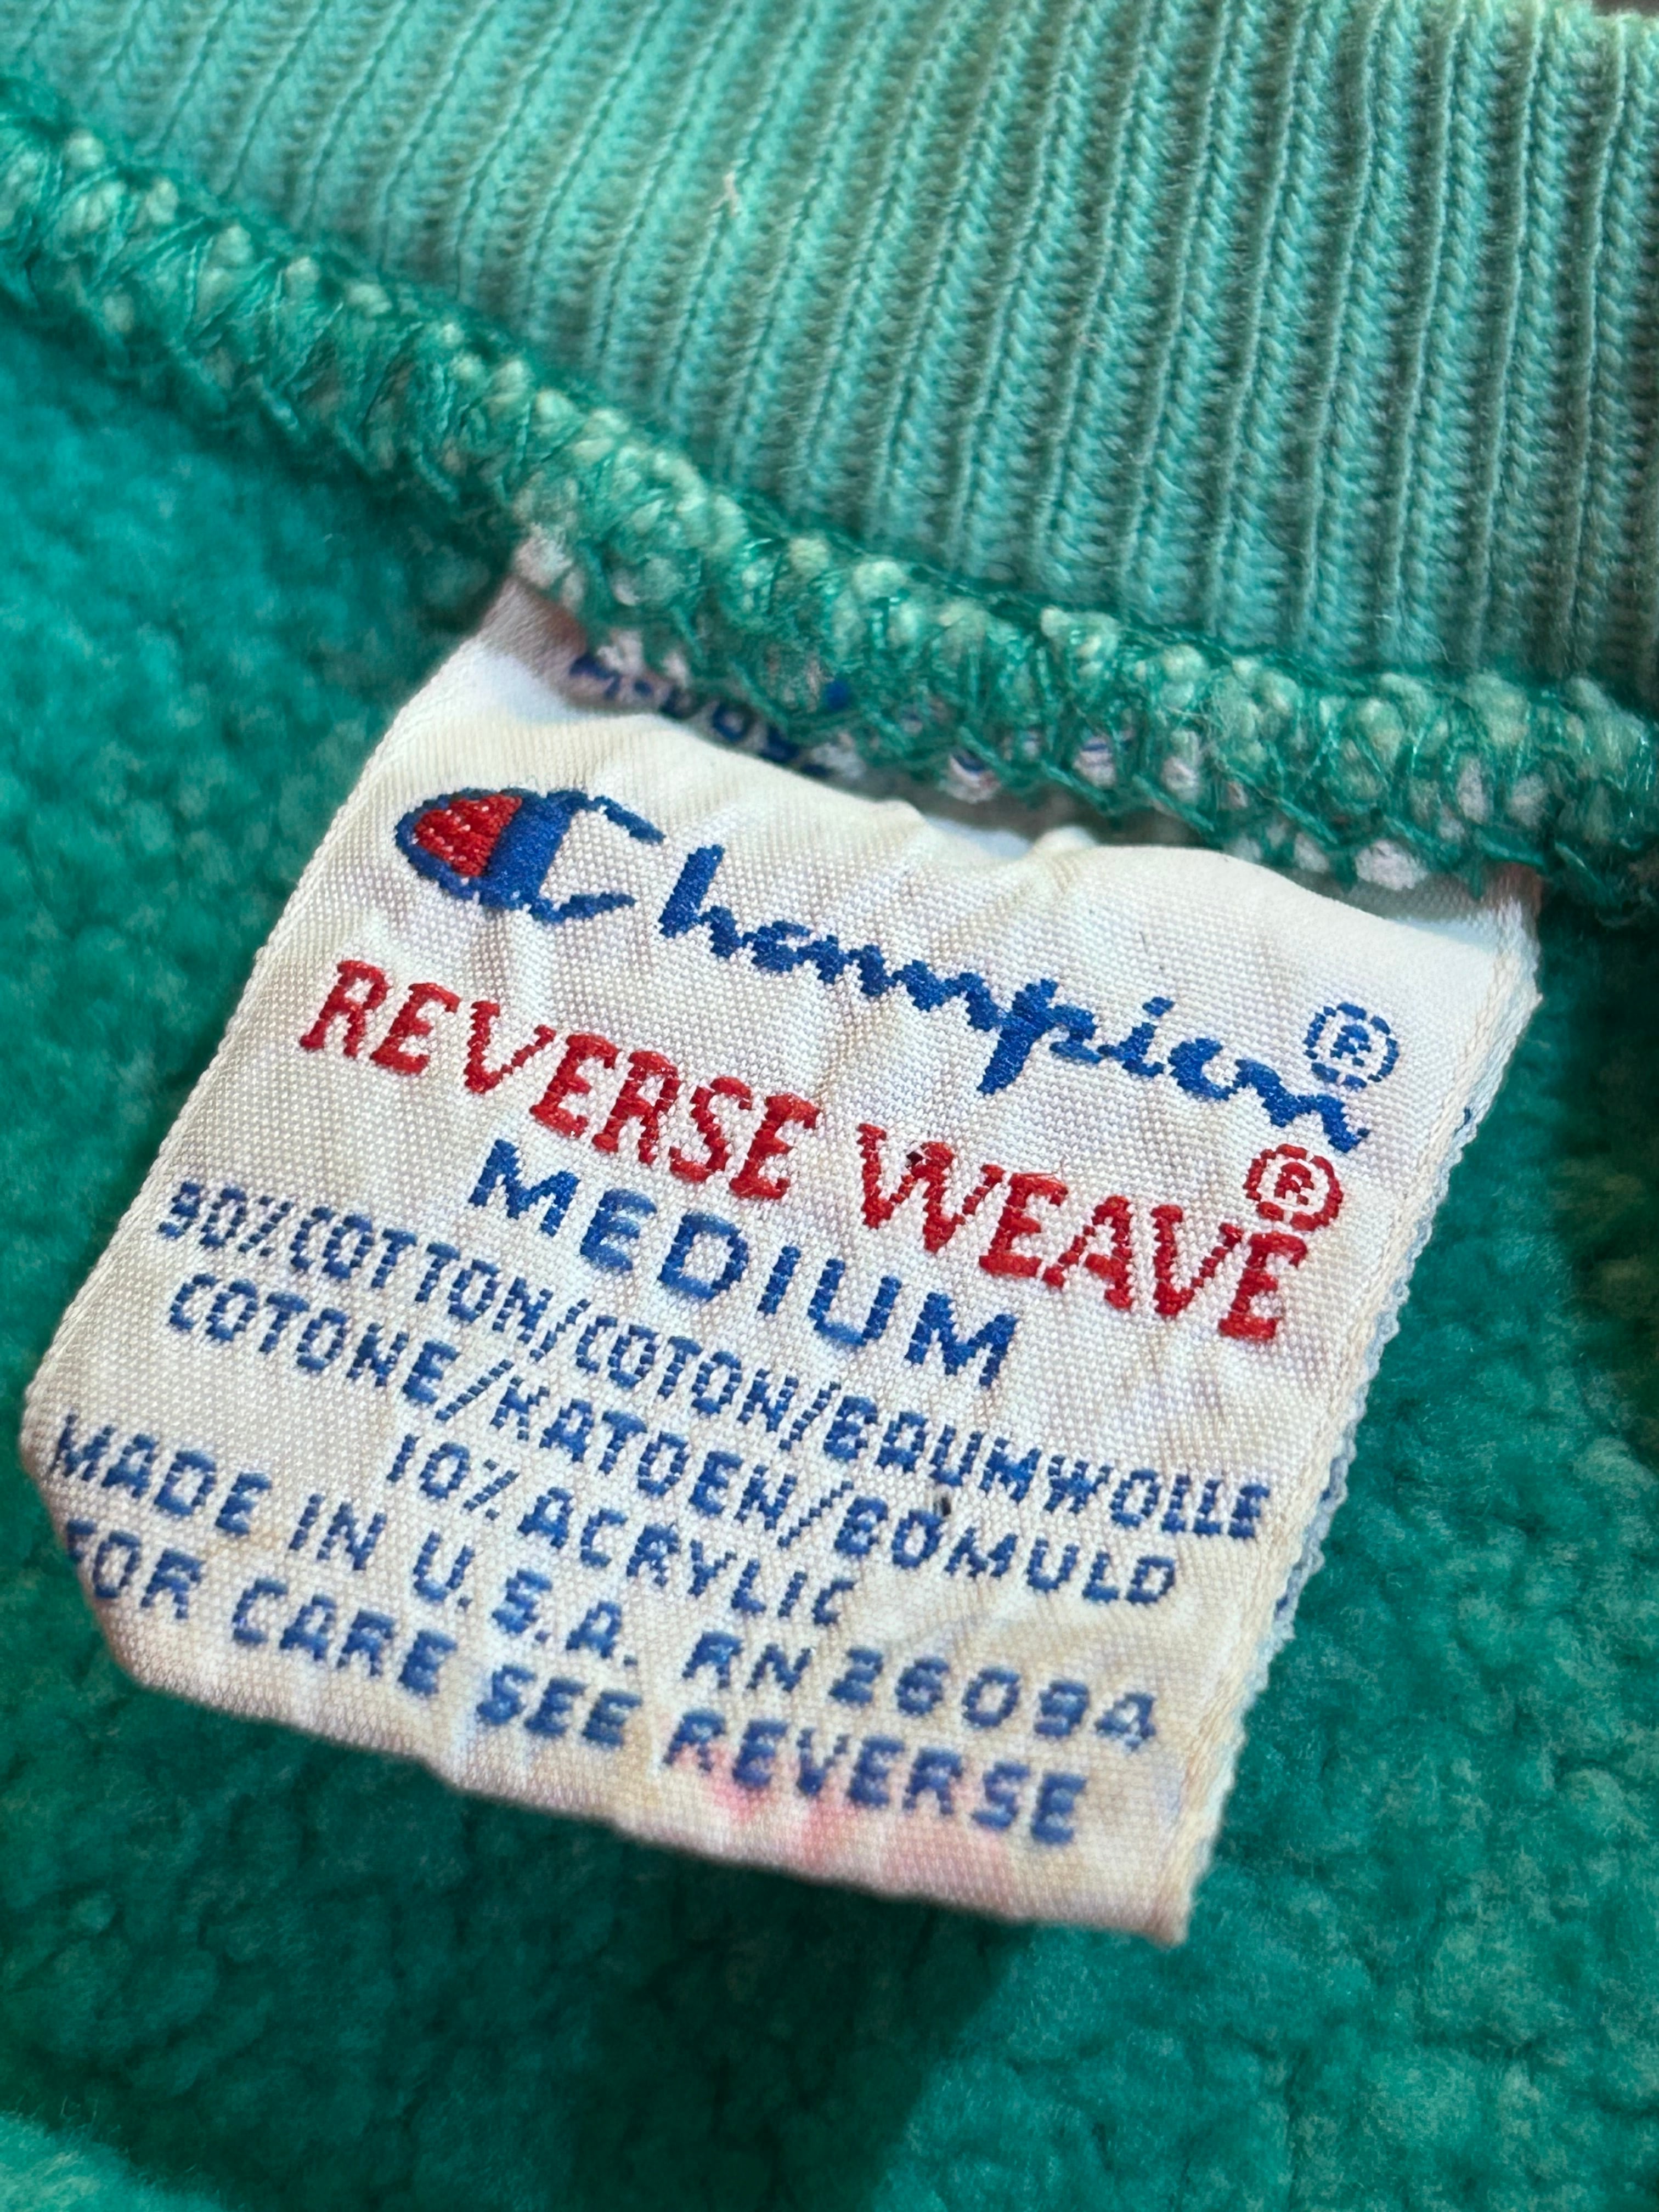 Champion®
REVERSE WEAVE®
MEDIUM
90%COTTON/COTON/BAUMWOLLE
COTONE/KATOEN/BOMULD
10% ACRYLIC
MADE IN U.S.A. RN 26094
FOR CARE SEE REVERSE